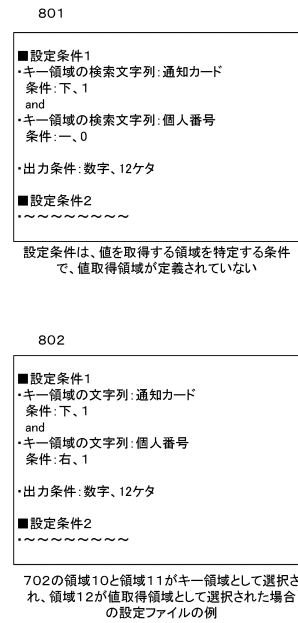 801
■設定条件1
・キー領域の検索文字列:通知カード
条件:下、1
and
・キー領域の検索文字列:個人番号
条件:一、0
・出力条件:数字、12ケタ
■設定条件2
・~~~~~~~~
設定条件は、値を取得する領域を特定する条件
で、値取得領域が定義されていない
802
■設定条件1
・キー領域の文字列:通知カード
条件:下、1
and
・キー領域の文字列:個人番号
条件:右、1
・出力条件:数字、12ケタ
■設定条件2
・~~~~~~~~
702の領域10と領域11がキー領域として選択さ
れ、領域12が値取得領域として選択された場合
の設定ファイルの例